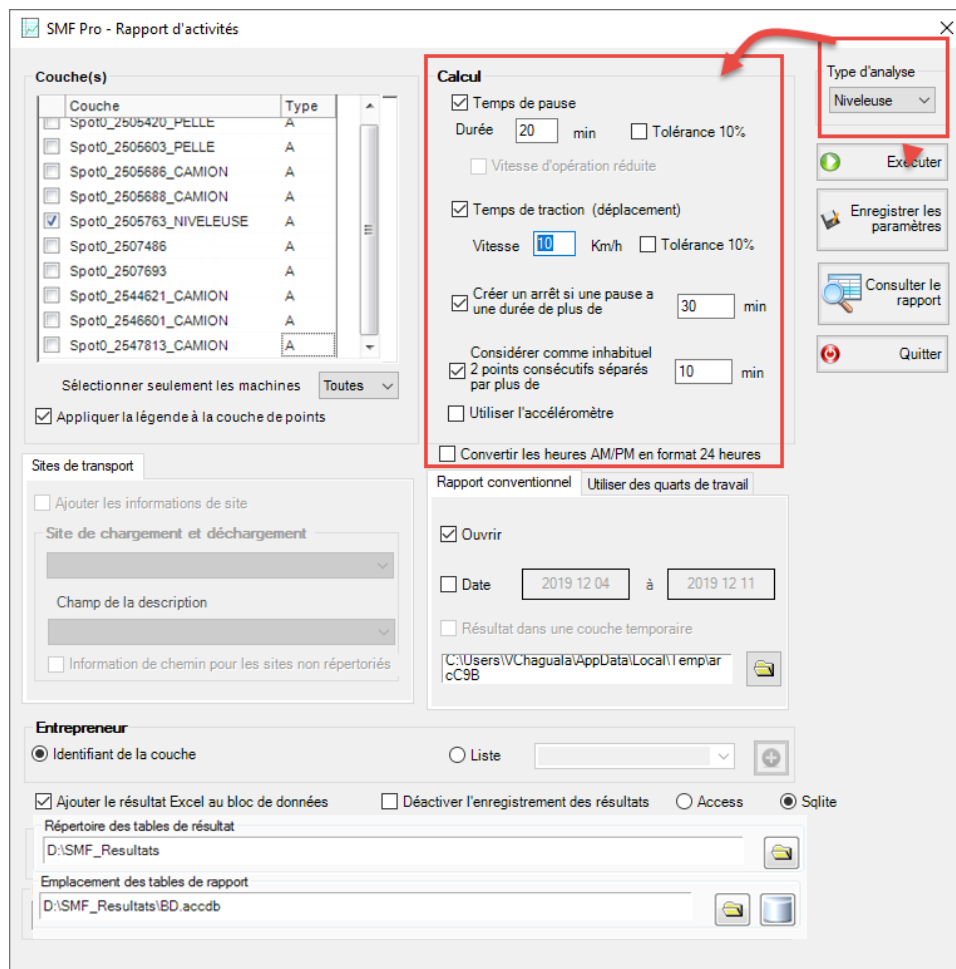 SMF Pro - Rapport d'activités
Couche(s)
Couche Type
Spot0_2505420_PELLE A
Spot0_2505603_PELLE A
Spot0_2505686_CAMION A
Spot0_2505688_CAMION A
Spot0_2505763_NIVELEUSE A
Spot0_2507486 A
Spot0_2507693 A
Spot0_2544621_CAMION A
Spot0_2546601_CAMION A
Spot0_2547813_CAMION A
Sélectionner seulement les machines Toutes
Appliquer la légende à la couche de points
Calcul
Temps de pause
Durée 20 min Tolérance 10%
Vitesse d'opération réduite
Temps de traction (déplacement)
Vitesse 10 Km/h Tolérance 10%
Créer un arrêt si une pause a
une durée de plus de 30 min
Considérer comme inhabituel
2 points consécutifs séparés 10 min
par plus de
Utiliser l'accéléromètre
Convertir les heures AM/PM en format 24 heures
Type d'analyse
Niveleuse
Exécuter
Enregistrer les
paramètres
Consulter le
rapport
Quitter
Sites de transport
Ajouter les informations de site
Site de chargement et déchargement
Champ de la description
Information de chemin pour les sites non répertoriés
Rapport conventionnel Utiliser des quarts de travail
Ouvrir
Date 2019 12 04 à 2019 12 11
Résultat dans une couche temporaire
C:\Users\VChaguala\AppData\Local\Temp\ar
cC9B
Entrepreneur
Identifiant de la couche Liste
Ajouter le résultat Excel au bloc de données Déactiver l'enregistrement des résultats Access Sqlite
Répertoire des tables de résultat
D:\SMF_Resultats
Emplacement des tables de rapport
D:\SMF_Resultats\BD.accdb